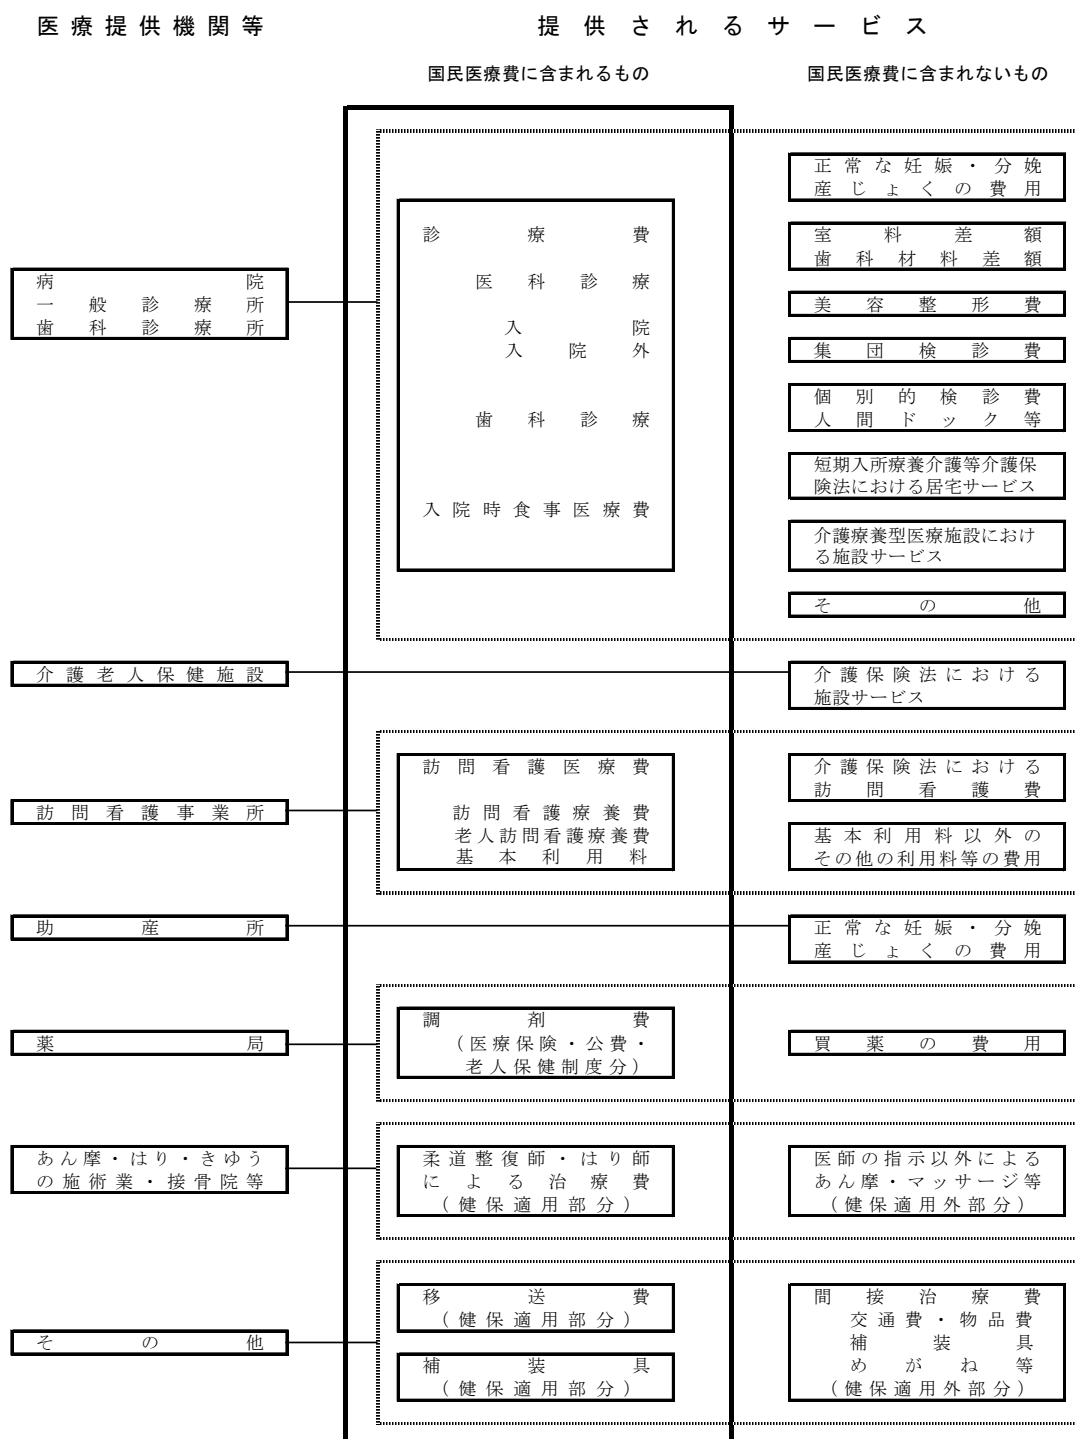 医療提供機関等
提供されるサービス
国民医療費に含まれるもの
国民医療費に含まれないもの
病院
一般診療所
歯科診療所
診療費
医科診療
入院
入院外
歯科診療
入院時食事医療費
正常な妊娠・分娩
産じょくの費用
室料差額
歯科材料差額
美容整形費
集団検診費
個別的検診費
人間ドック等
短期入所療養介護等介護保
険法における居宅サービス
介護療養型医療施設におけ
る施設サービス
その他
介護老人保健施設
介護保険法における
施設サービス
訪問看護事業所
訪問看護医療費
訪問看護療養費
老人訪問看護療養費
基本利用料
介護保険法における
訪問看護費
基本利用料以外の
その他の利用料等の費用
助産所
正常な妊娠・分娩
産じょくの費用
薬局
調剤費
（医療保険・公費・
老人保健制度分）
買薬の費用
あん摩・はり・きゆう
の施術業・接骨院等
柔道整復師・はり師
による治療費
（健保適用部分）
医師の指示以外による
あん摩・マッサージ等
（健保適用外部分）
その他
移送費
（健保適用部分）
補装具
（健保適用部分）
間接治療費
交通費・物品費
補装具
めがね等
（健保適用外部分）